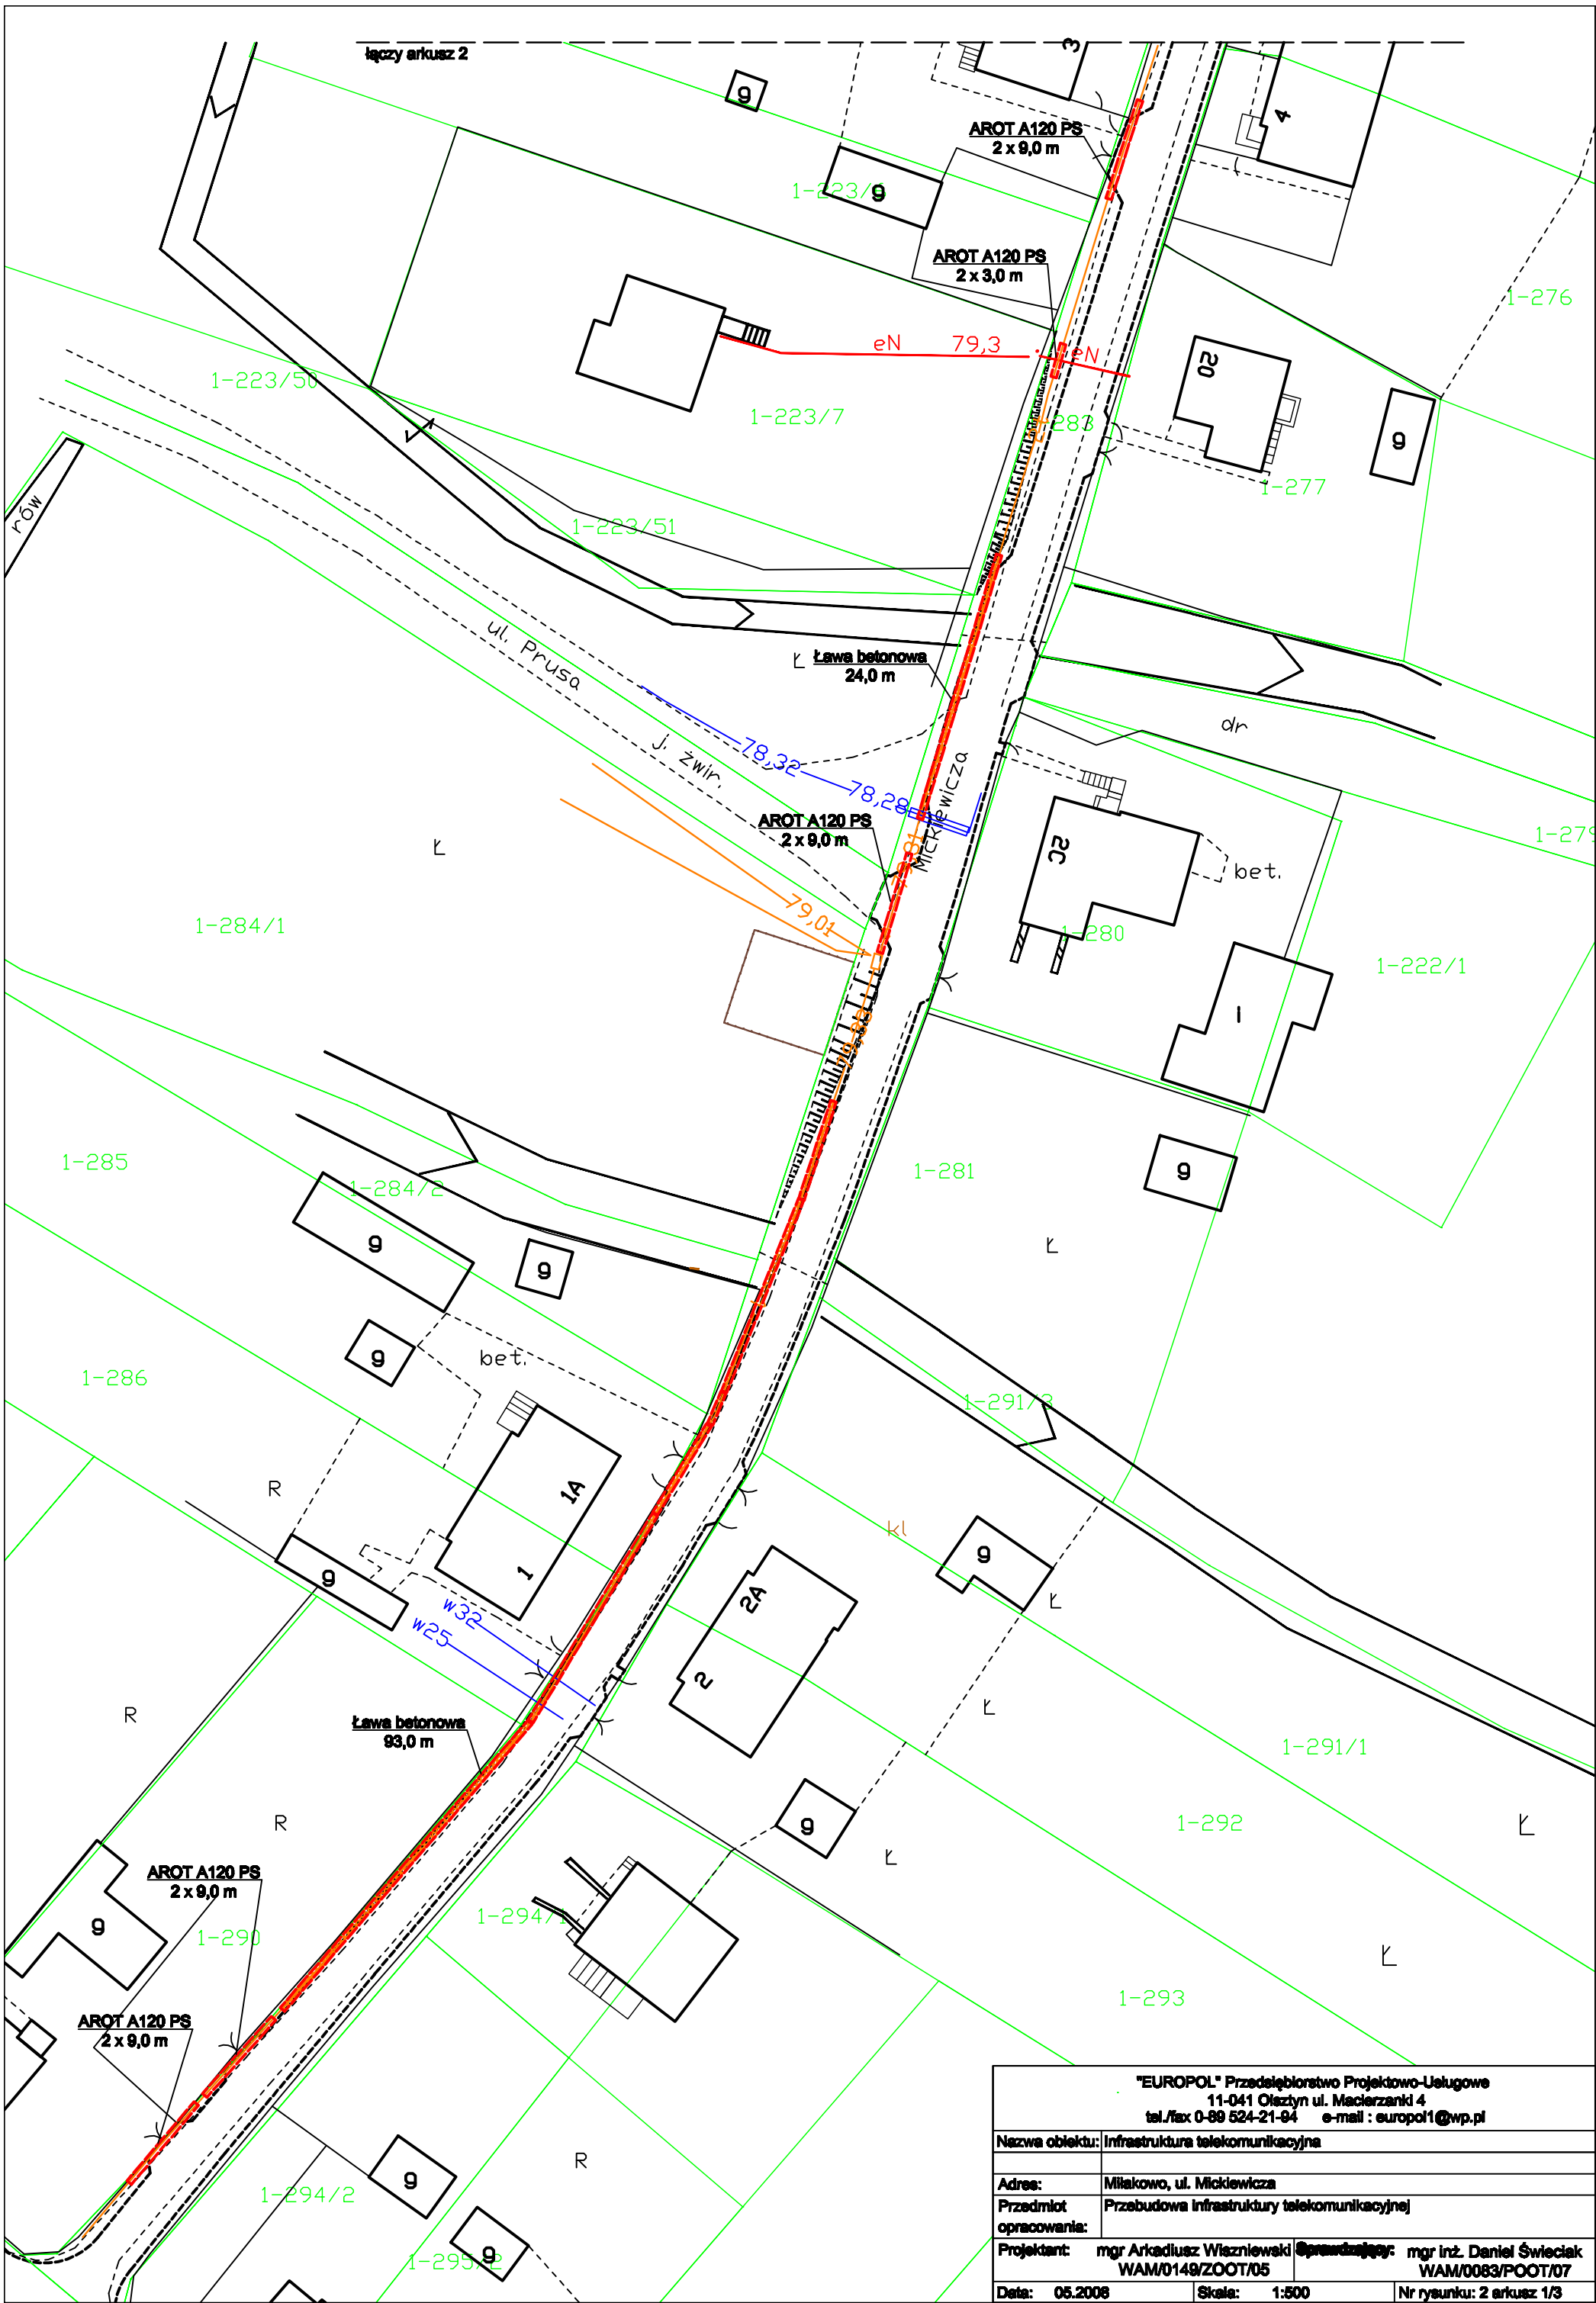 łączy arkusz 2
3
g
4
AROT A120 PS
2 x 9,0 m
g
AROT A120 PS
2 x 3,0 m
1-276
eN
79,3
eN
20
1-223/50
1-223/7
283
g
1-277
rów
1-223/51
ul. Prusa
Ł
Ława betonowa
24,0 m
dr
j. żwir.
78,32
78,28
Mickiewicza
AROT A120 PS
2 x 9,0 m
Ł
2C
bet.
79,01
1-284/1
1-280
1-222/1
I
1-285
1-284/2
1-281
g
Ł
g
g
g
bet.
1-286
1-291/3
R
1A
1
kl
g
g
2A
2
Ł
w32
w25
R
Ł
Ława betonowa
93,0 m
1-291/1
R
g
1-292
Ł
Ł
AROT A120 PS
2 x 9,0 m
g
1-290
1-294/1
Ł
1-293
AROT A120 PS
2 x 9,0 m
R
g
1-294/2
g
"EUROPOL" Przedsiębiorstwo Projektowo-Usługowe
11-041 Olsztyn ul. Macierzanki 4
tel./fax 0-89 524-21-94 e-mail : europol1@wp.pl
Nazwa obiektu: Infrastruktura telekomunikacyjna
Adres: Miłakowo, ul. Mickiewicza
Przedmiot opracowania: Przebudowa infrastruktury telekomunikacyjnej
Projektant: mgr Arkadiusz Wiszniewski Sprawdzający: mgr inż. Daniel Świeciak
WAM/0149/ZOOT/05 WAM/0083/POOT/07
Data: 05.2008 Skala: 1:500 Nr rysunku: 2 arkusz 1/3